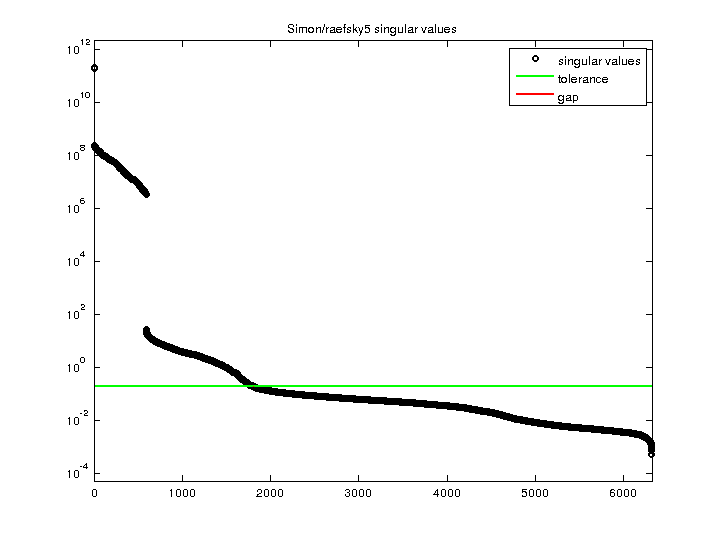 Simon/raefsky5 singular values
10^12
10^10
10^8
10^6
10^4
10^2
10^0
10^-2
10^-4
singular values
tolerance
gap
0 1000 2000 3000 4000 5000 6000